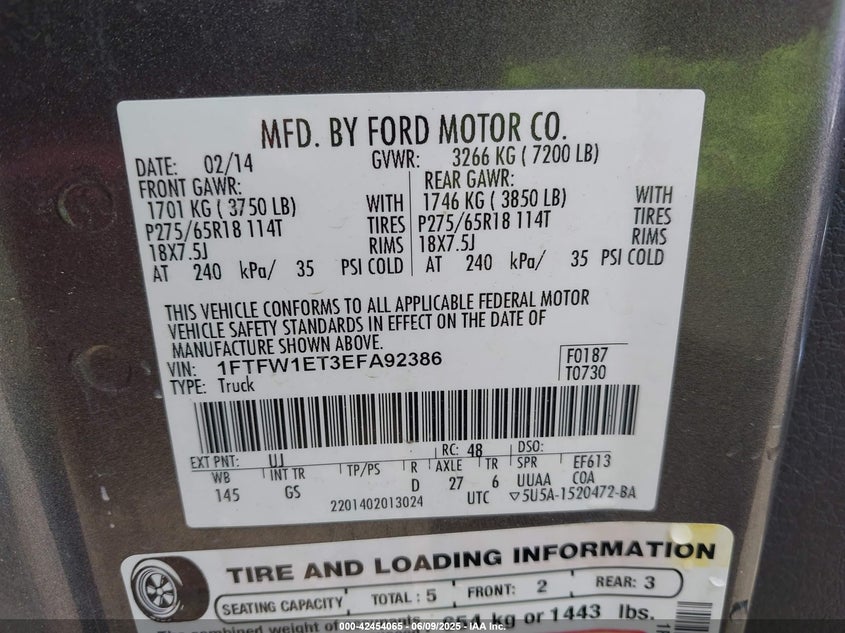 MFD. BY FORD MOTOR CO.
DATE: 02/14 GVWR: 3266 KG ( 7200 LB)
FRONT GAWR: REAR GAWR:
1701 KG ( 3750 LB) WITH 1746 KG ( 3850 LB) WITH
P275/65R18 114T TIRES P275/65R18 114T TIRES
18X7.5J RIMS 18X7.5J RIMS
AT 240 kPa/ 35 PSI COLD AT 240 kPa/ 35 PSI COLD
THIS VEHICLE CONFORMS TO ALL APPLICABLE FEDERAL MOTOR
VEHICLE SAFETY STANDARDS IN EFFECT ON THE DATE OF
MANUFACTURE SHOWN ABOVE.
VIN: 1FTFW1ET3EFA92386 F0187
TYPE: Truck T0730
EXT PNT: UJ RC: 48 DSO:
WB INT TR TP/PS R AXLE TR SPR EF613
145 GS D 27 6 UUAA COA
2201402013024 UTC ▽5U5A-1520472-BA
TIRE AND LOADING INFORMATION
SEATING CAPACITY TOTAL : 5 FRONT: 2 REAR: 3
The combined weight of kg or 1443 lbs.
000-42454065 - 06/09/2025 - IAA Inc.